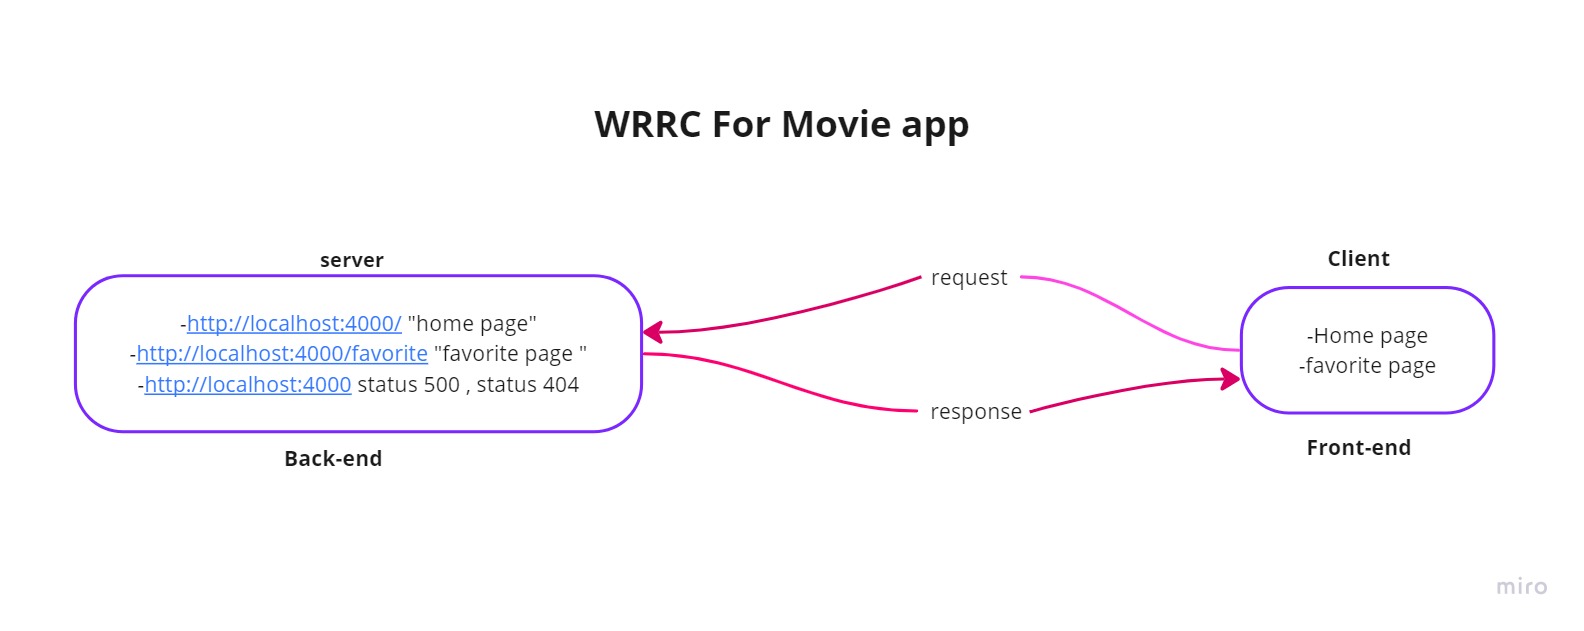 WRRC For Movie app
server
-http://localhost:4000/ "home page"
-http://localhost:4000/favorite "favorite page "
-http://localhost:4000 status 500 , status 404
Back-end
request
response
Client
-Home page
-favorite page
Front-end
miro